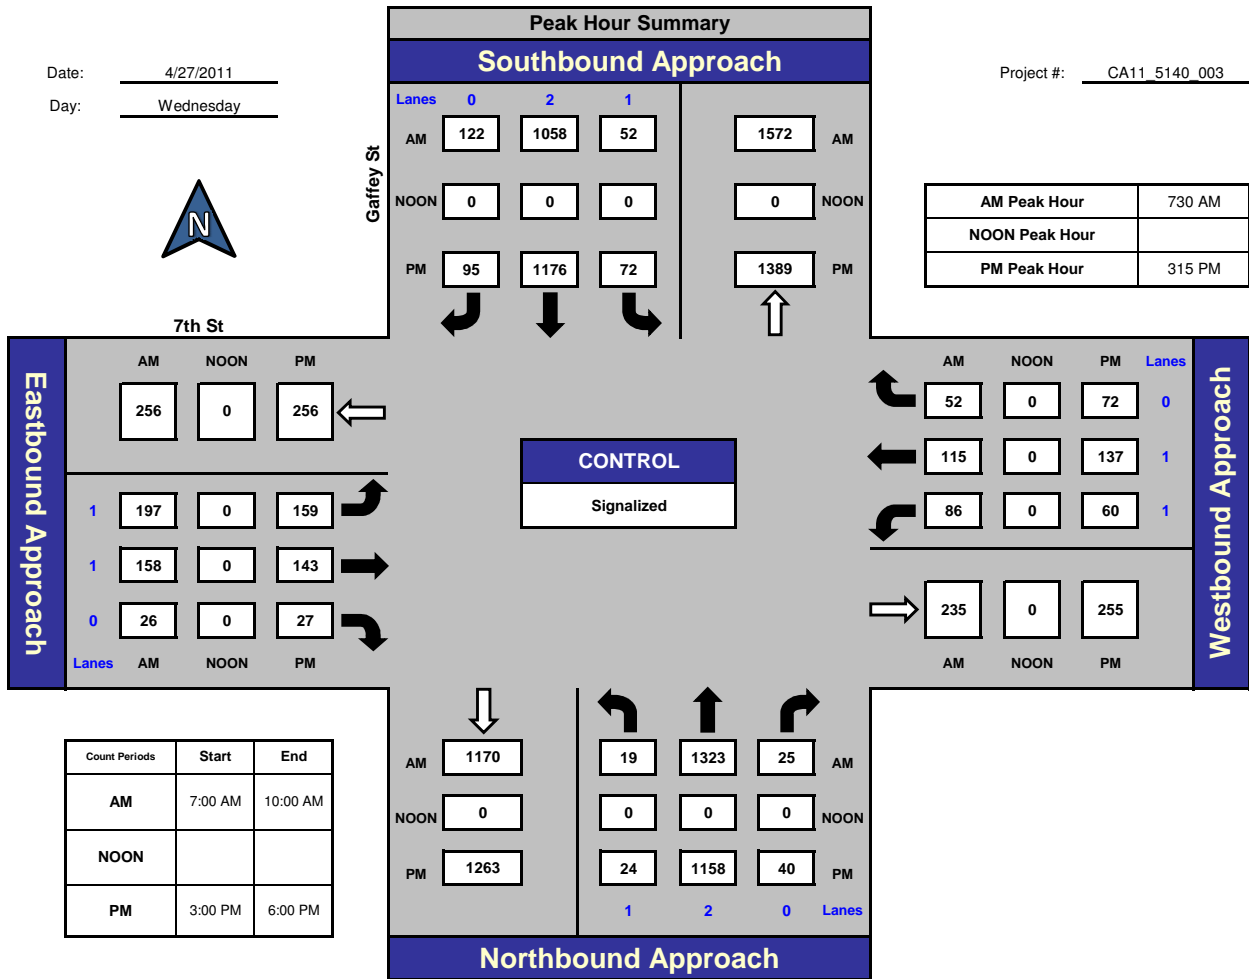 Peak Hour Summary
Southbound Approach
Date: 4/27/2011
Project #: CA11_5140_003
Day: Wednesday
Lanes 0 2 1
AM 122 1058 52 1572 AM
Gaffey St
N
NOON 0 0 0 0 NOON
AM Peak Hour 730 AM
NOON Peak Hour
PM Peak Hour 315 PM
PM 95 1176 72 1389 PM
7th St
Eastbound Approach
AM NOON PM
256 0 256
1 197 0 159
1 158 0 143
0 26 0 27
Lanes AM NOON PM
CONTROL
Signalized
AM NOON PM Lanes
52 0 72 0
115 0 137 1
86 0 60 1
235 0 255
AM NOON PM
Westbound Approach
Count Periods Start End
AM 7:00 AM 10:00 AM
NOON
PM 3:00 PM 6:00 PM
AM 1170 19 1323 25 AM
NOON 0 0 0 0 NOON
PM 1263 24 1158 40 PM
1 2 0 Lanes
Northbound Approach